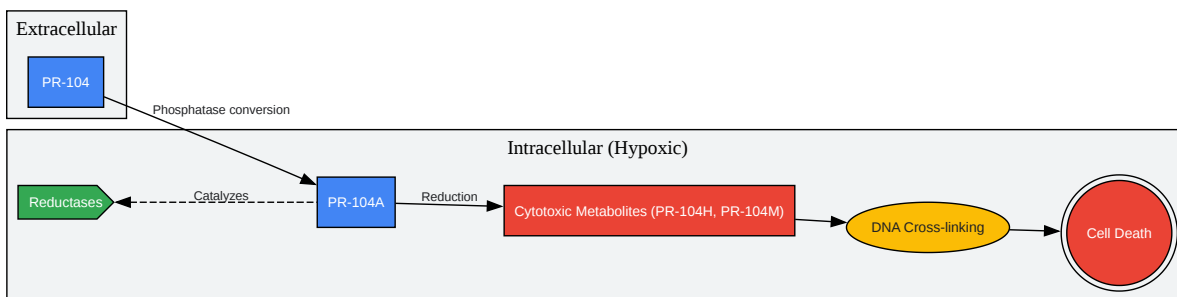 Extracellular
PR-104
Phosphatase conversion
Intracellular (Hypoxic)
Reductases
Catalyzes
PR-104A
Reduction
Cytotoxic Metabolites (PR-104H, PR-104M)
DNA Cross-linking
Cell Death